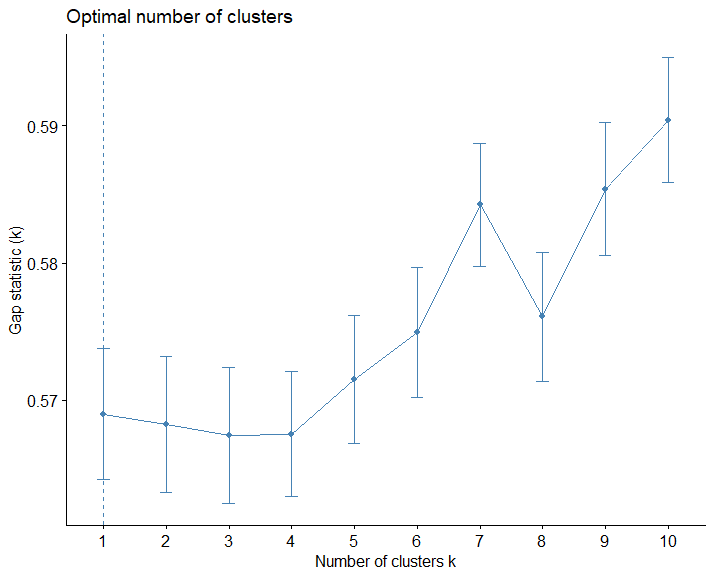 Optimal number of clusters
Gap statistic (k)
0.59
0.58
0.57
1 2 3 4 5 6 7 8 9 10
Number of clusters k